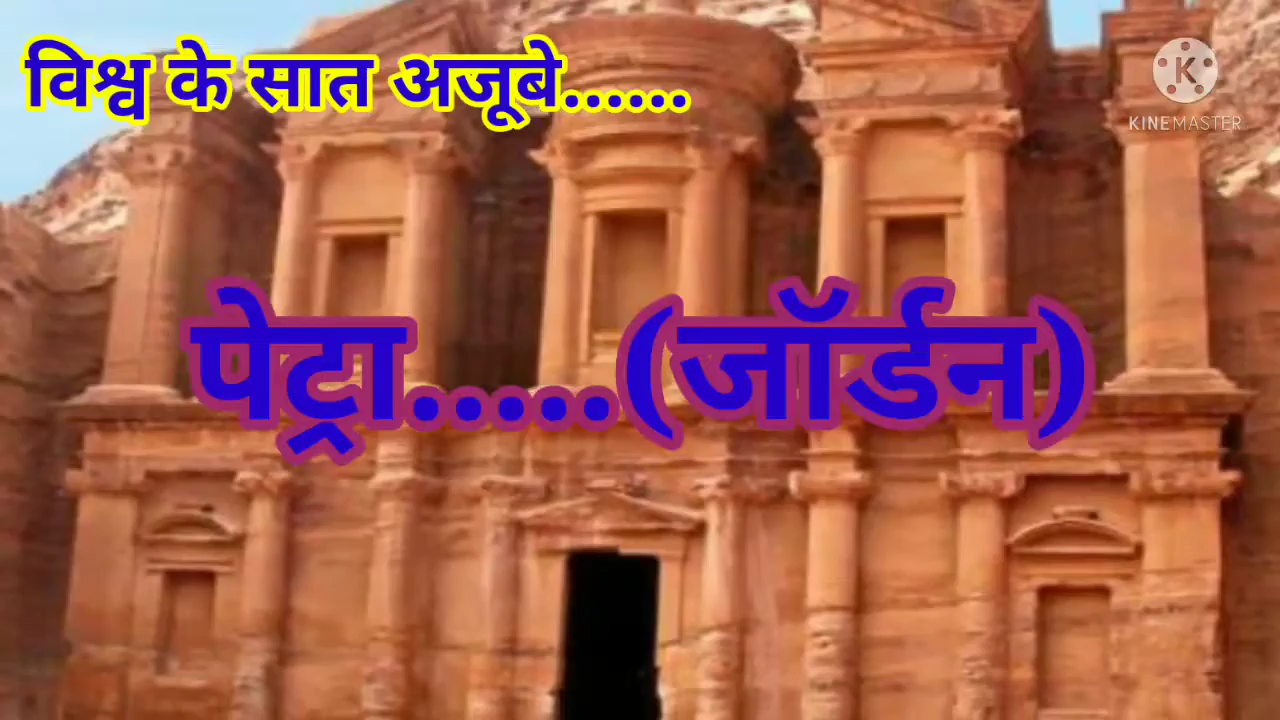 विश्व के सात अजूबे......
K
KINEMASTER
पेट्रा.....(जॉर्डन)